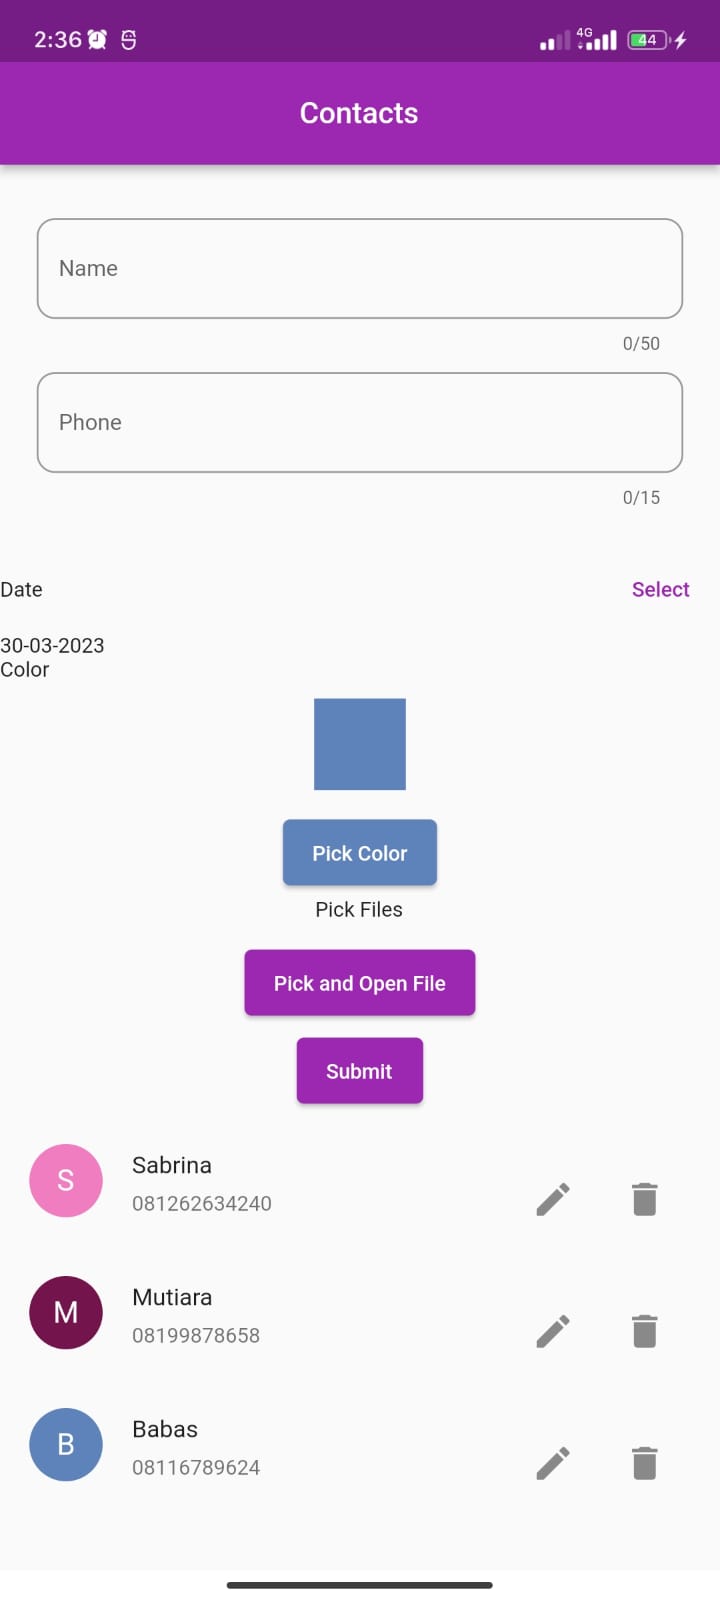 2:36 4G 44
Contacts
Name
0/50
Phone
0/15
Date Select
30-03-2023
Color
Pick Color
Pick Files
Pick and Open File
Submit
S Sabrina
081262634240
M Mutiara
08199878658
B Babas
08116789624